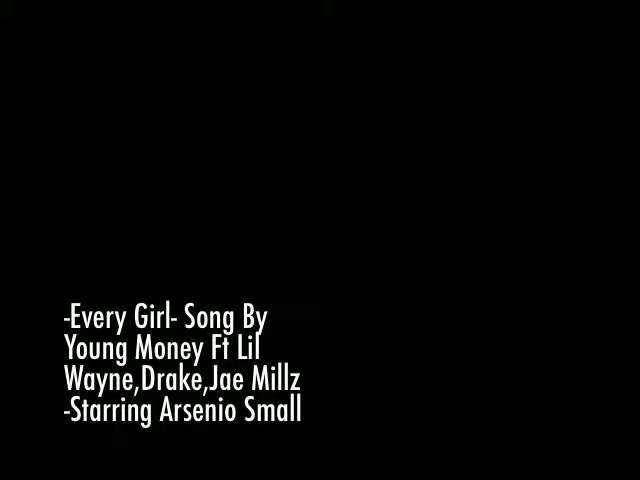 -Every Girl- Song By
Young Money Ft Lil
Wayne,Drake,Jae Millz
-Starring Arsenio Small